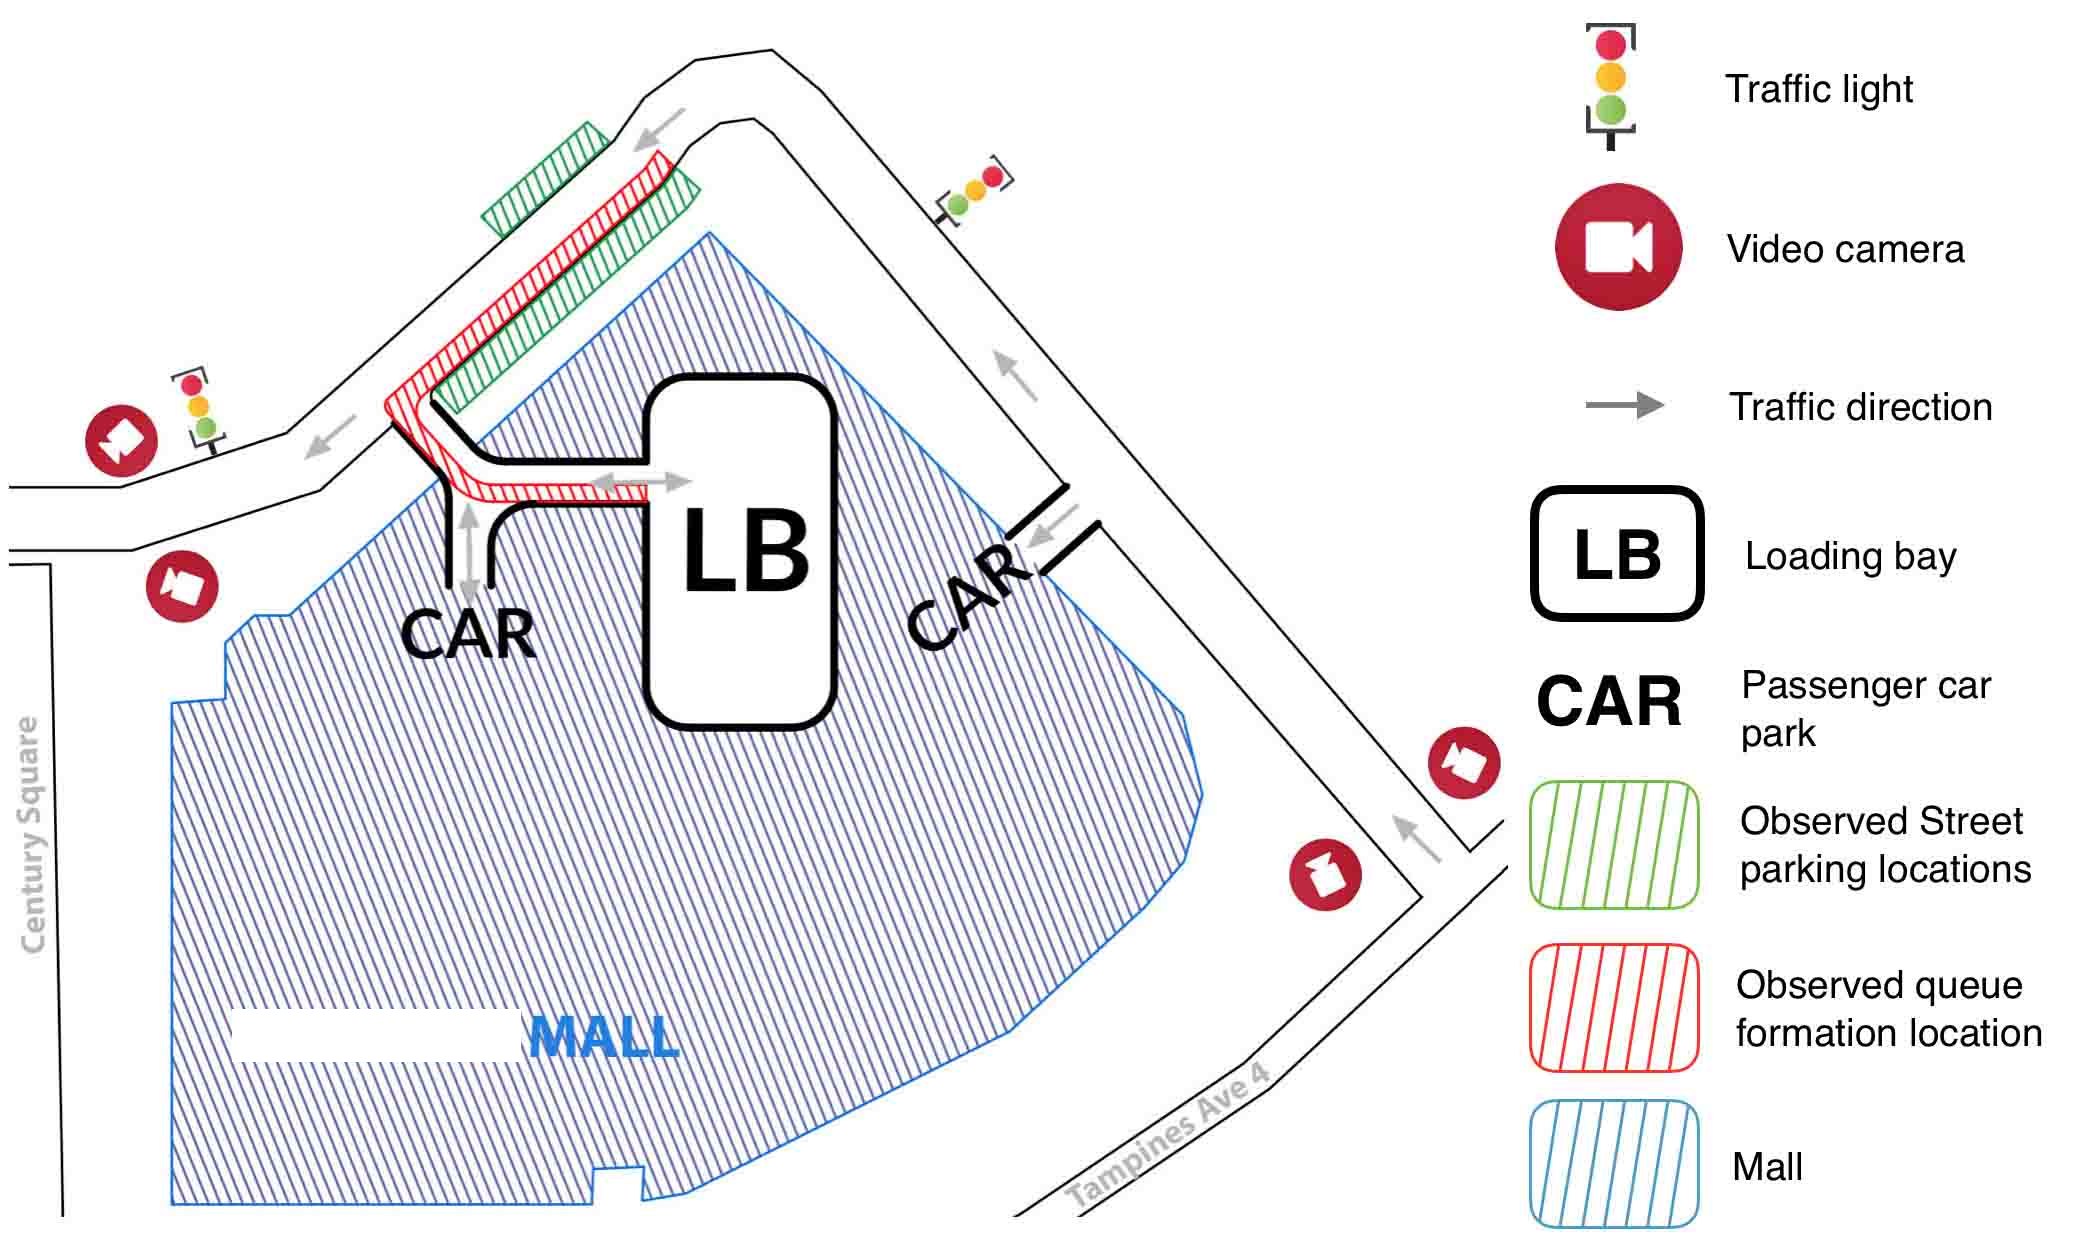 LB
CAR
CAR
MALL
Century Square
Tampines Ave 4
Traffic light
Video camera
Traffic direction
LB
Loading bay
CAR
Passenger car
park
Observed Street
parking locations
Observed queue
formation location
Mall